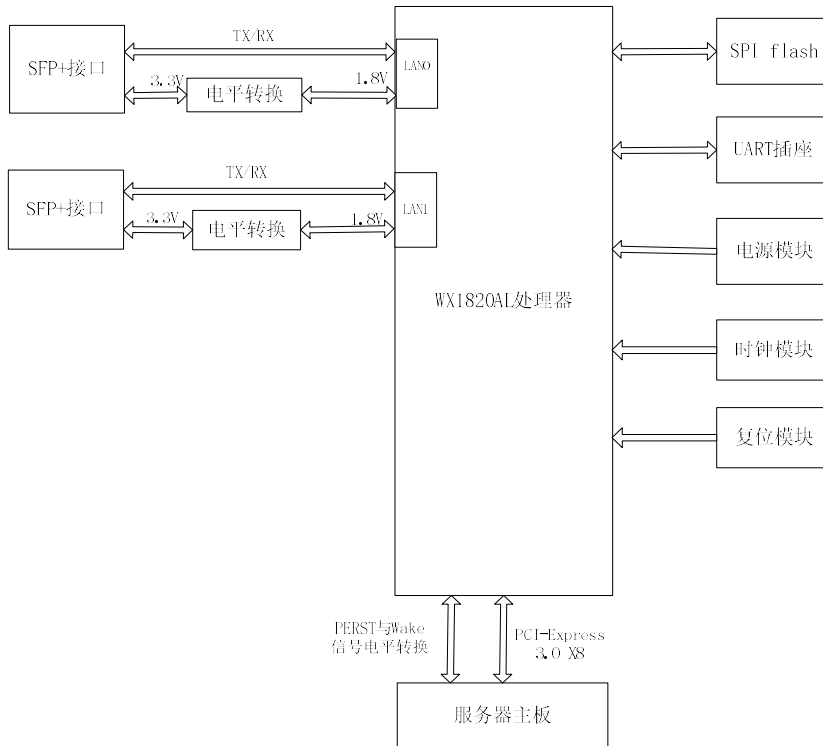 TX/RX
SFP+接口
LAN0
3.3V
电平转换
1.8V
TX/RX
SFP+接口
LAN1
3.3V
电平转换
1.8V
WX1820AL处理器
SPI flash
UART插座
电源模块
时钟模块
复位模块
PERST与Wake
信号电平转换
PCI-Express
3.0 X8
服务器主板